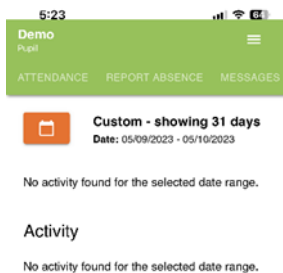 5:23
64
Demo
Pupil
ATTENDANCE REPORT ABSENCE MESSAGES
Custom - showing 31 days
Date: 05/09/2023 - 05/10/2023
No activity found for the selected date range.
Activity
No activity found for the selected date range.